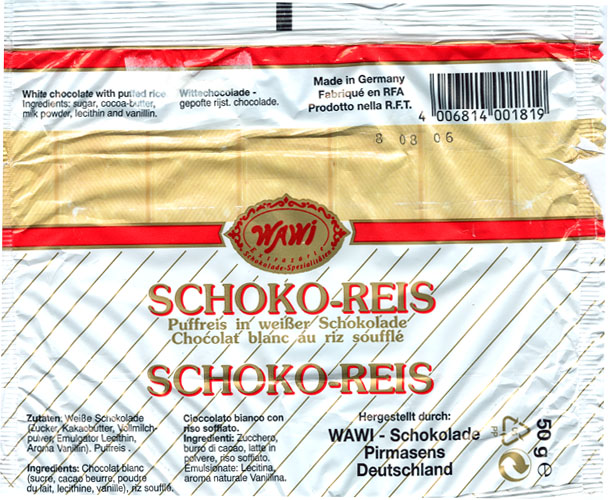 White chocolate with puffed rice
Ingredients: sugar, cocoa-butter,
milk powder, lecithin and vanillin.
Wittechocolade -
gepofte rijst. chocolade.
Made in Germany
Fabriqué en RFA
Prodotto nella R.F.T.
4 006814 001819
8 08 06
WAWi
Extrazarte
Schokolade-Spezialitäten
SCHOKO-REIS
Puffreis in weißer Schokolade
Chocolat blanc au riz soufflé
SCHOKO-REIS
Zutaten: Weiße Schokolade
(Zucker, Kakaobutter, Vollmilch-
pulver, Emulgator Lecithin,
Aroma Vanillin). Puffreis .
Ingredients: Chocolat blanc
(sucre, cacao beurre, poudre
du lait, lecithine, vanille), riz soufflé.
Cioccolato bianco con
riso soffiato.
Ingredienti: Zucchero,
burro di cacao, latte in
polvere, riso soffiato.
Emulsionate: Lecitina,
aroma naturale Vanillina.
Hergestellt durch:
WAWI - Schokolade
Pirmasens
Deutschland
PP
50 g e